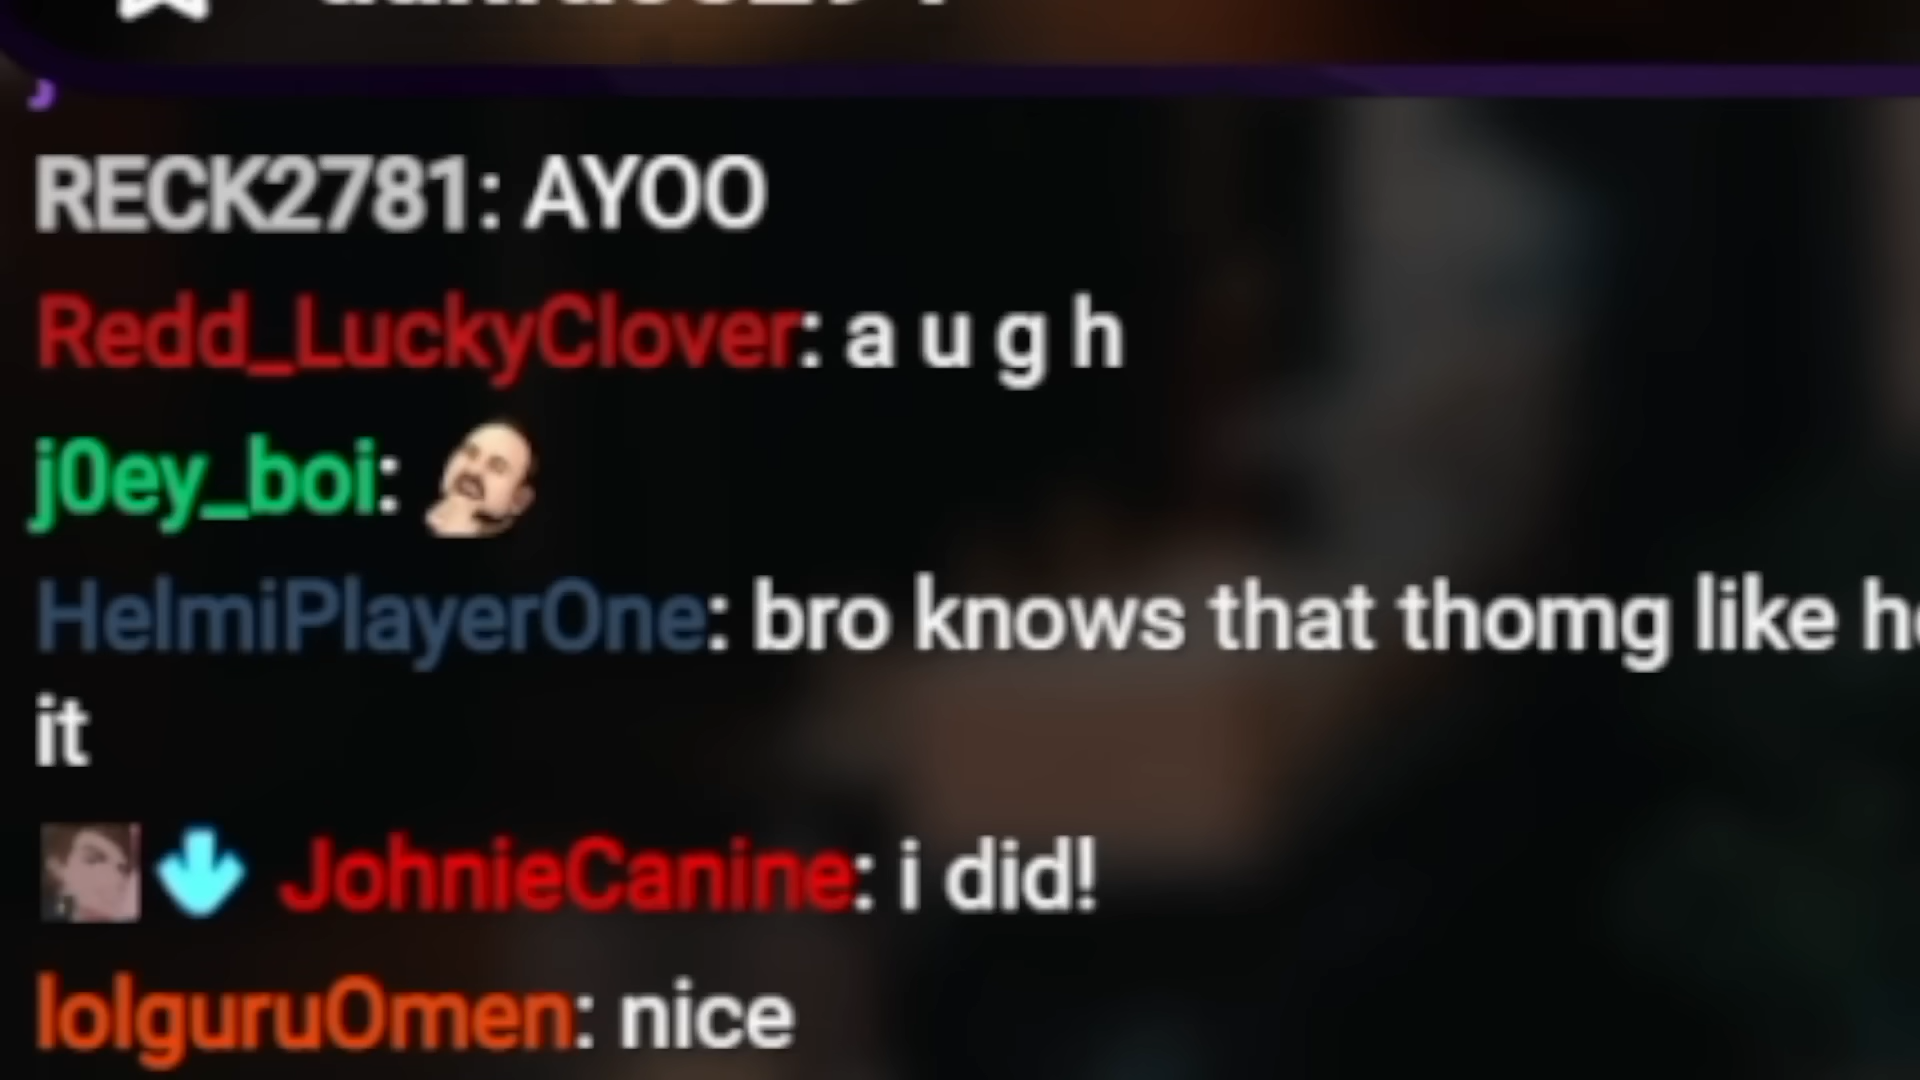 RECK2781: AYOO
Redd_LuckyClover: a u g h
j0ey_boi:
HelmiPlayerOne: bro knows that thomg like
it
JohnieCanine: i did!
lolguruOmen: nice